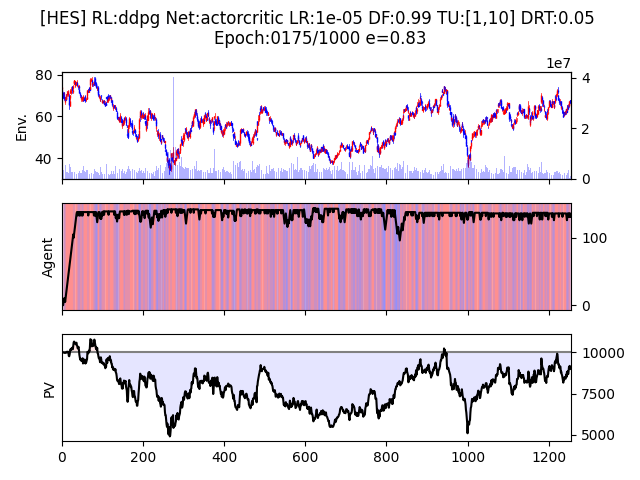 [HES] RL:ddpg Net:actorcritic LR:1e-05 DF:0.99 TU:[1,10] DRT:0.05
Epoch:0175/1000 e=0.83
1e7
80
60
40
Env.
4
2
0
Agent
100
0
PV
10000
7500
5000
0 200 400 600 800 1000 1200